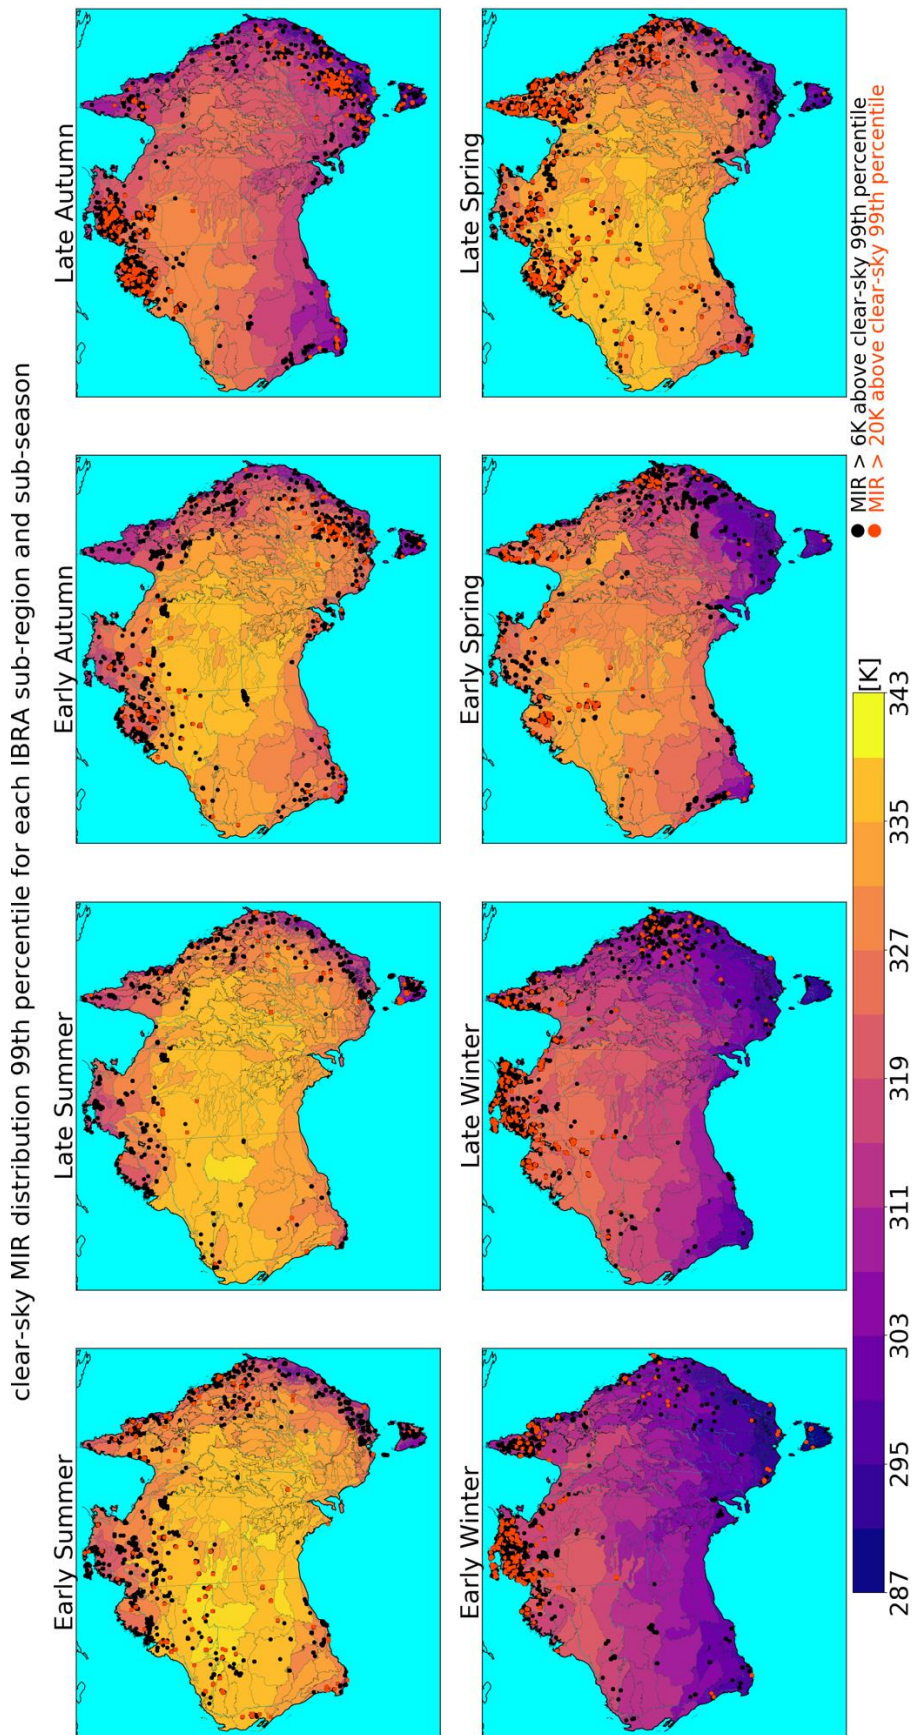 clear-sky MIR distribution 99th percentile for each IBRA sub-region and sub-season
Early Summer
Late Summer
Early Autumn
Late Autumn
Early Winter
Late Winter
Early Spring
Late Spring
287 295 303 311 319 327 335 343
[K]
MIR > 6K above clear-sky 99th percentile
MIR > 20K above clear-sky 99th percentile